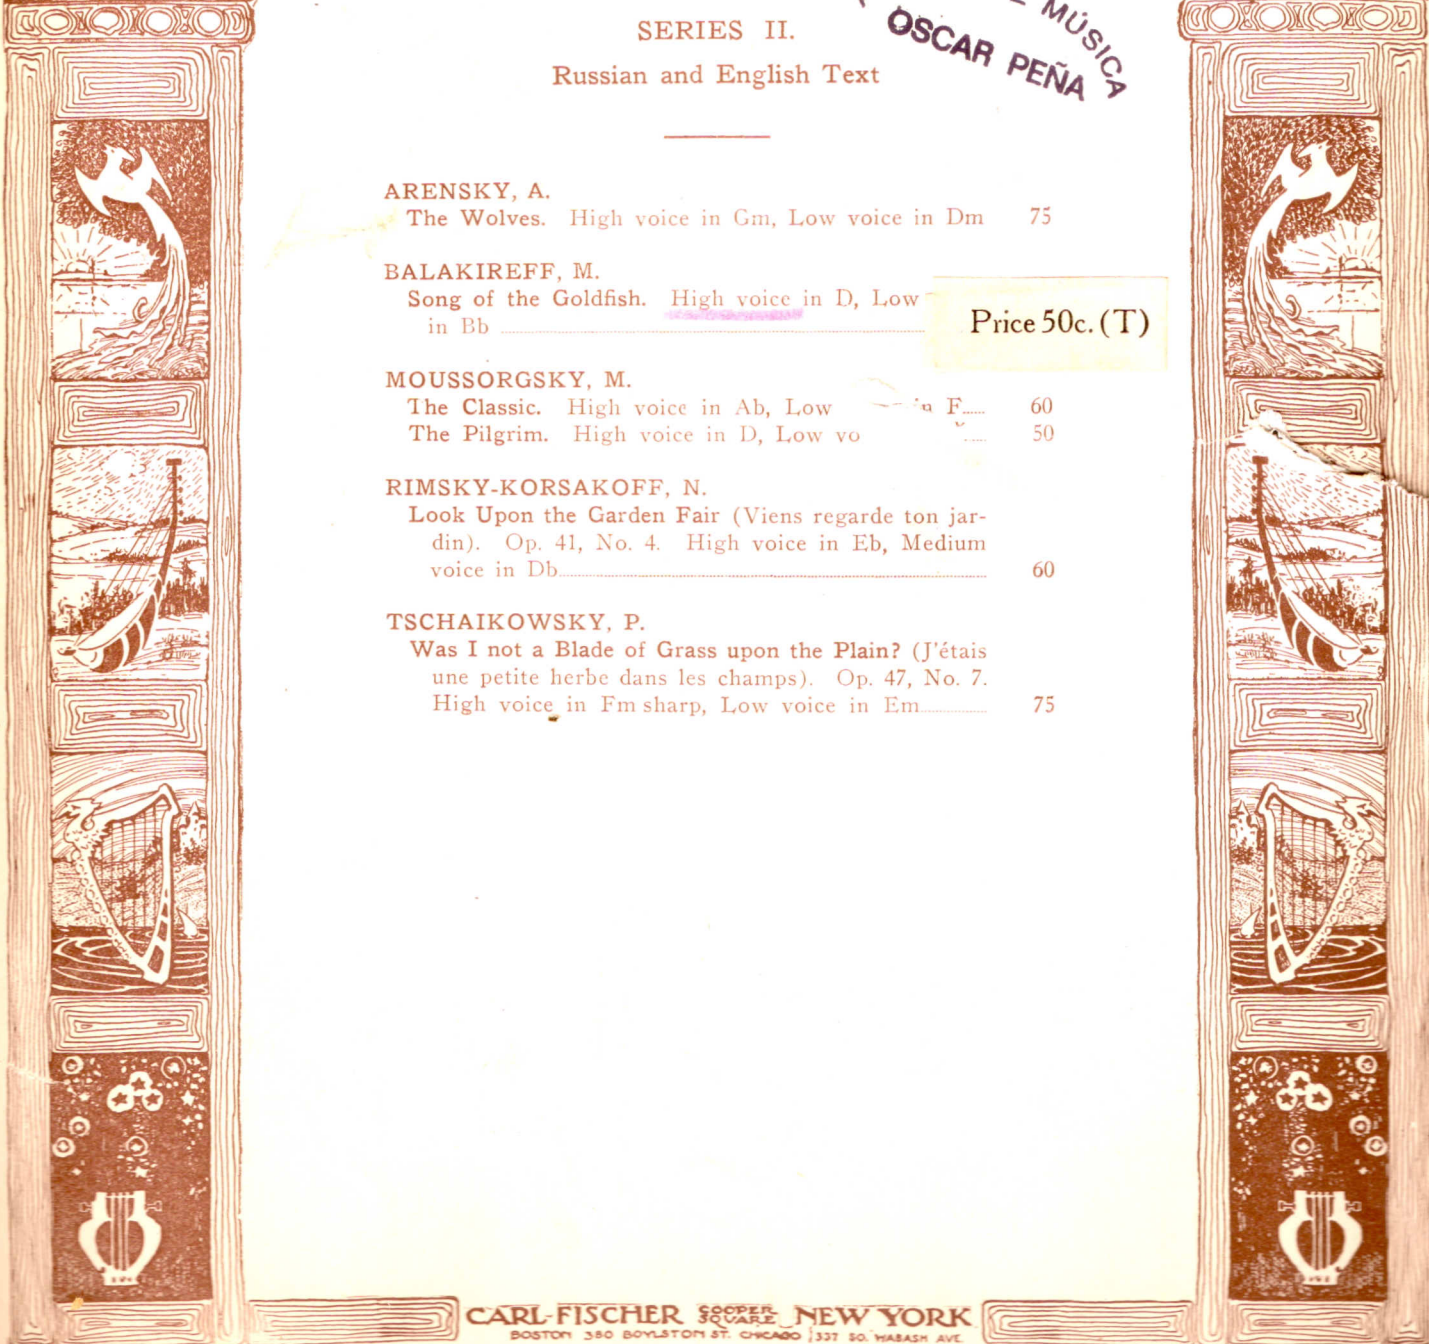 MÚSICA
OSCAR PEÑA
SERIES II.
Russian and English Text
ARENSKY, A.
The Wolves. High voice in Gm, Low voice in Dm 75
BALAKIREFF, M.
Song of the Goldfish. High voice in D, Low
in Bb
Price 50c. (T)
MOUSSORGSKY, M.
The Classic. High voice in Ab, Low in F 60
The Pilgrim. High voice in D, Low vo 50
RIMSKY-KORSAKOFF, N.
Look Upon the Garden Fair (Viens regarde ton jar-
din). Op. 41, No. 4. High voice in Eb, Medium
voice in Db 60
TSCHAIKOWSKY, P.
Was I not a Blade of Grass upon the Plain? (J'étais
une petite herbe dans les champs). Op. 47, No. 7.
High voice in Fm sharp, Low voice in Em 75
CARL-FISCHER COOPER SQUARE NEW YORK
BOSTON 380 BOYLSTON ST. CHICAGO 337 SO. WABASH AVE.